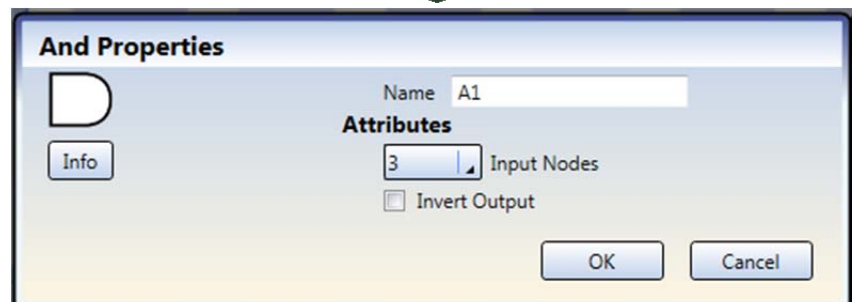 And Properties
Name A1
Attributes
Info
3 Input Nodes
Invert Output
OK Cancel